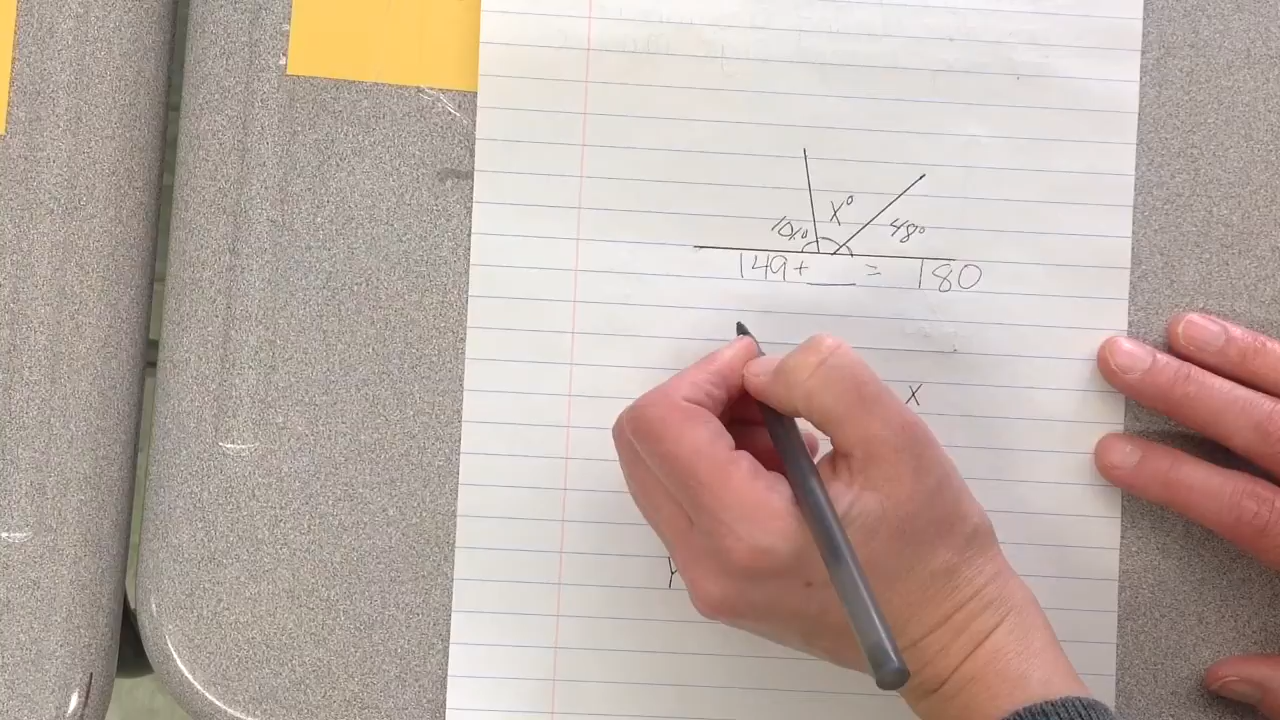 X°
48°
149 + ___ = 180
X
Y